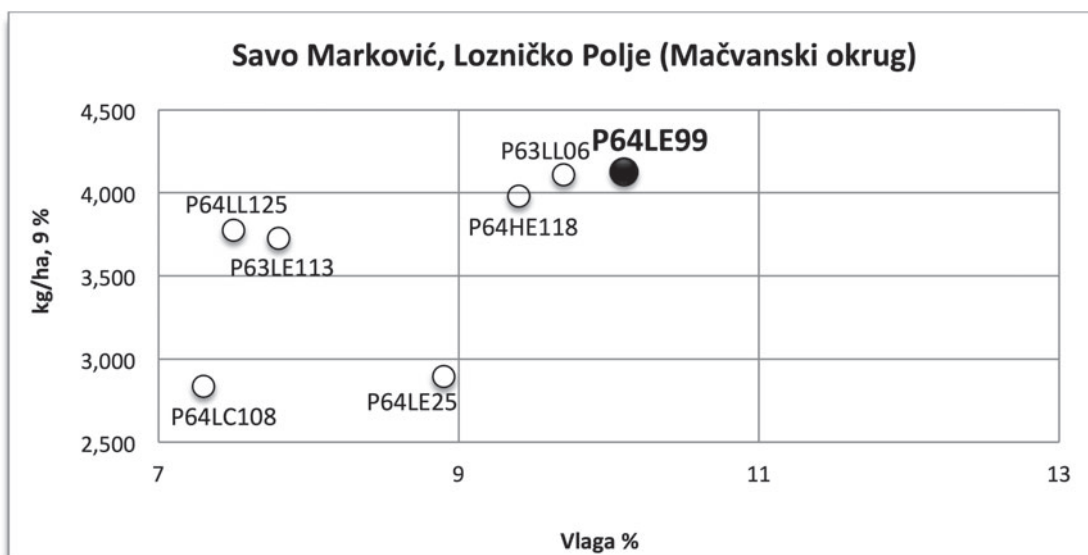 Savo Marković, Lozničko Polje (Mačvanski okrug)
kg/ha, 9 %
4,500
4,000
3,500
3,000
2,500
P64LE99
P63LL06
P64LL125
P64HE118
P63LE113
P64LE25
P64LC108
7
9
11
13
Vlaga %